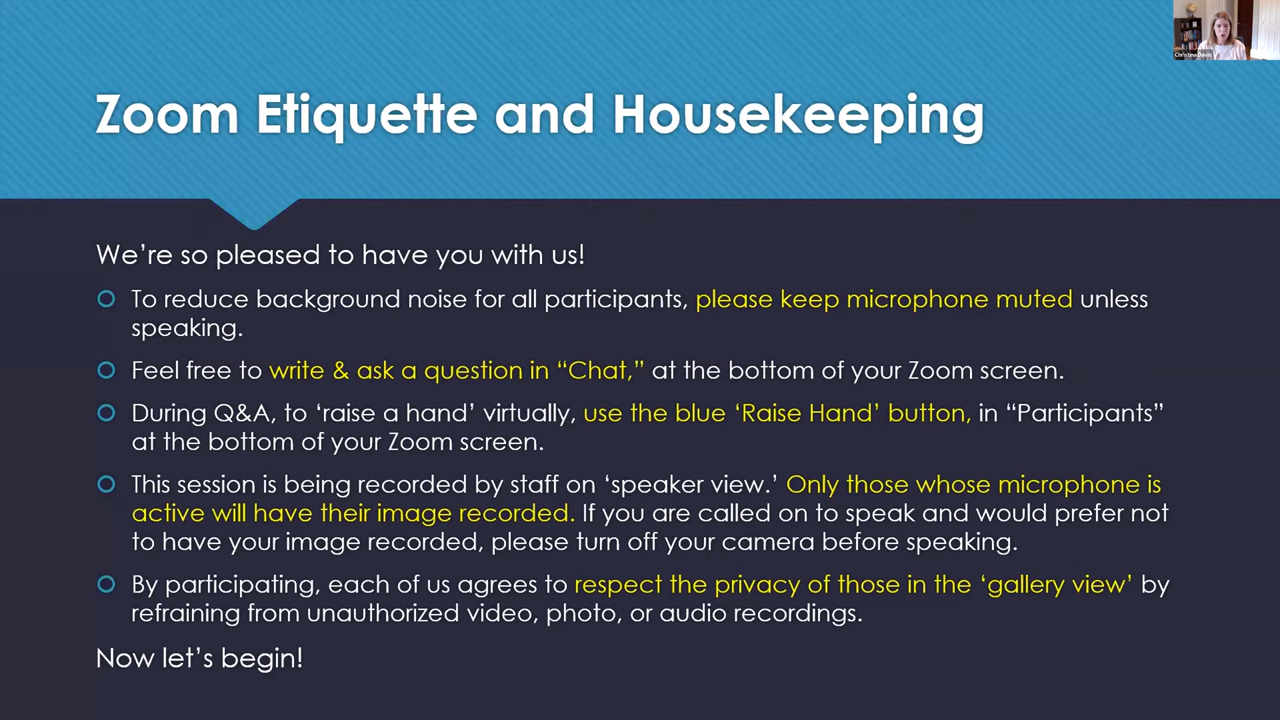 Christina Davis
Zoom Etiquette and Housekeeping
We’re so pleased to have you with us!
To reduce background noise for all participants, please keep microphone muted unless
speaking.
Feel free to write & ask a question in “Chat,” at the bottom of your Zoom screen.
During Q&A, to ‘raise a hand’ virtually, use the blue ‘Raise Hand’ button, in “Participants”
at the bottom of your Zoom screen.
This session is being recorded by staff on ‘speaker view.’ Only those whose microphone is
active will have their image recorded. If you are called on to speak and would prefer not
to have your image recorded, please turn off your camera before speaking.
By participating, each of us agrees to respect the privacy of those in the ‘gallery view’ by
refraining from unauthorized video, photo, or audio recordings.
Now let’s begin!